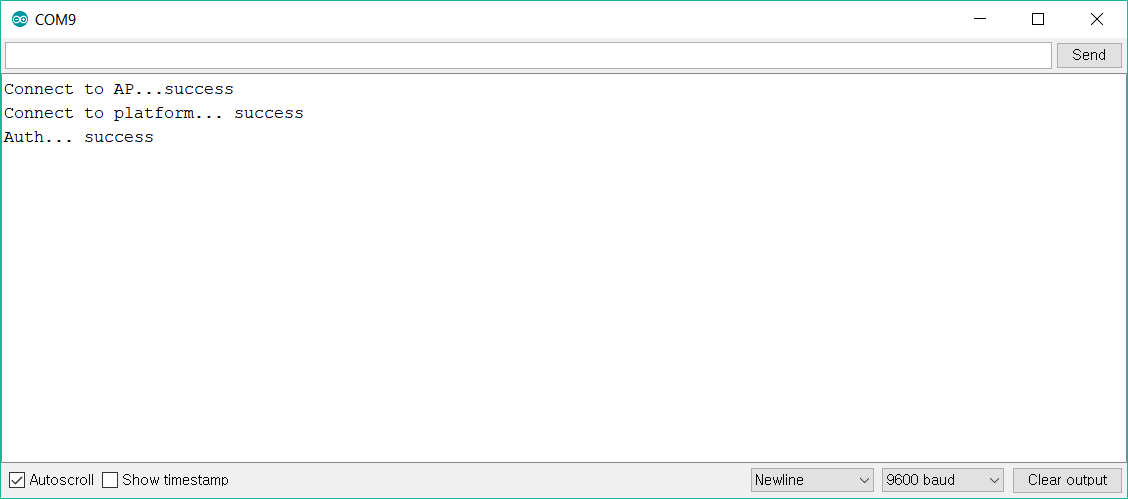 COM9
Send
Connect to AP...success
Connect to platform... success
Auth... success
Autoscroll Show timestamp Newline 9600 baud Clear output